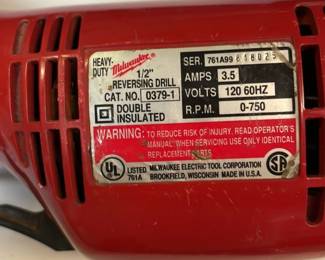 HEAVY-
DUTY Milwaukee
1/2"
REVERSING DRILL
CAT. NO. 0379-1
DOUBLE
INSULATED
SER. 761A99
AMPS 3.5
VOLTS 120 60HZ
R.P.M. 0-750
WARNING: TO REDUCE RISK OF INJURY, READ OPERATOR'S
MANUAL. WHEN SERVICING USE ONLY IDENTICAL
REPLACEMENT PARTS.
UL
LISTED
761A
MILWAUKEE ELECTRIC TOOL CORPORATION
BROOKFIELD, WISCONSIN MADE IN U.S.A.